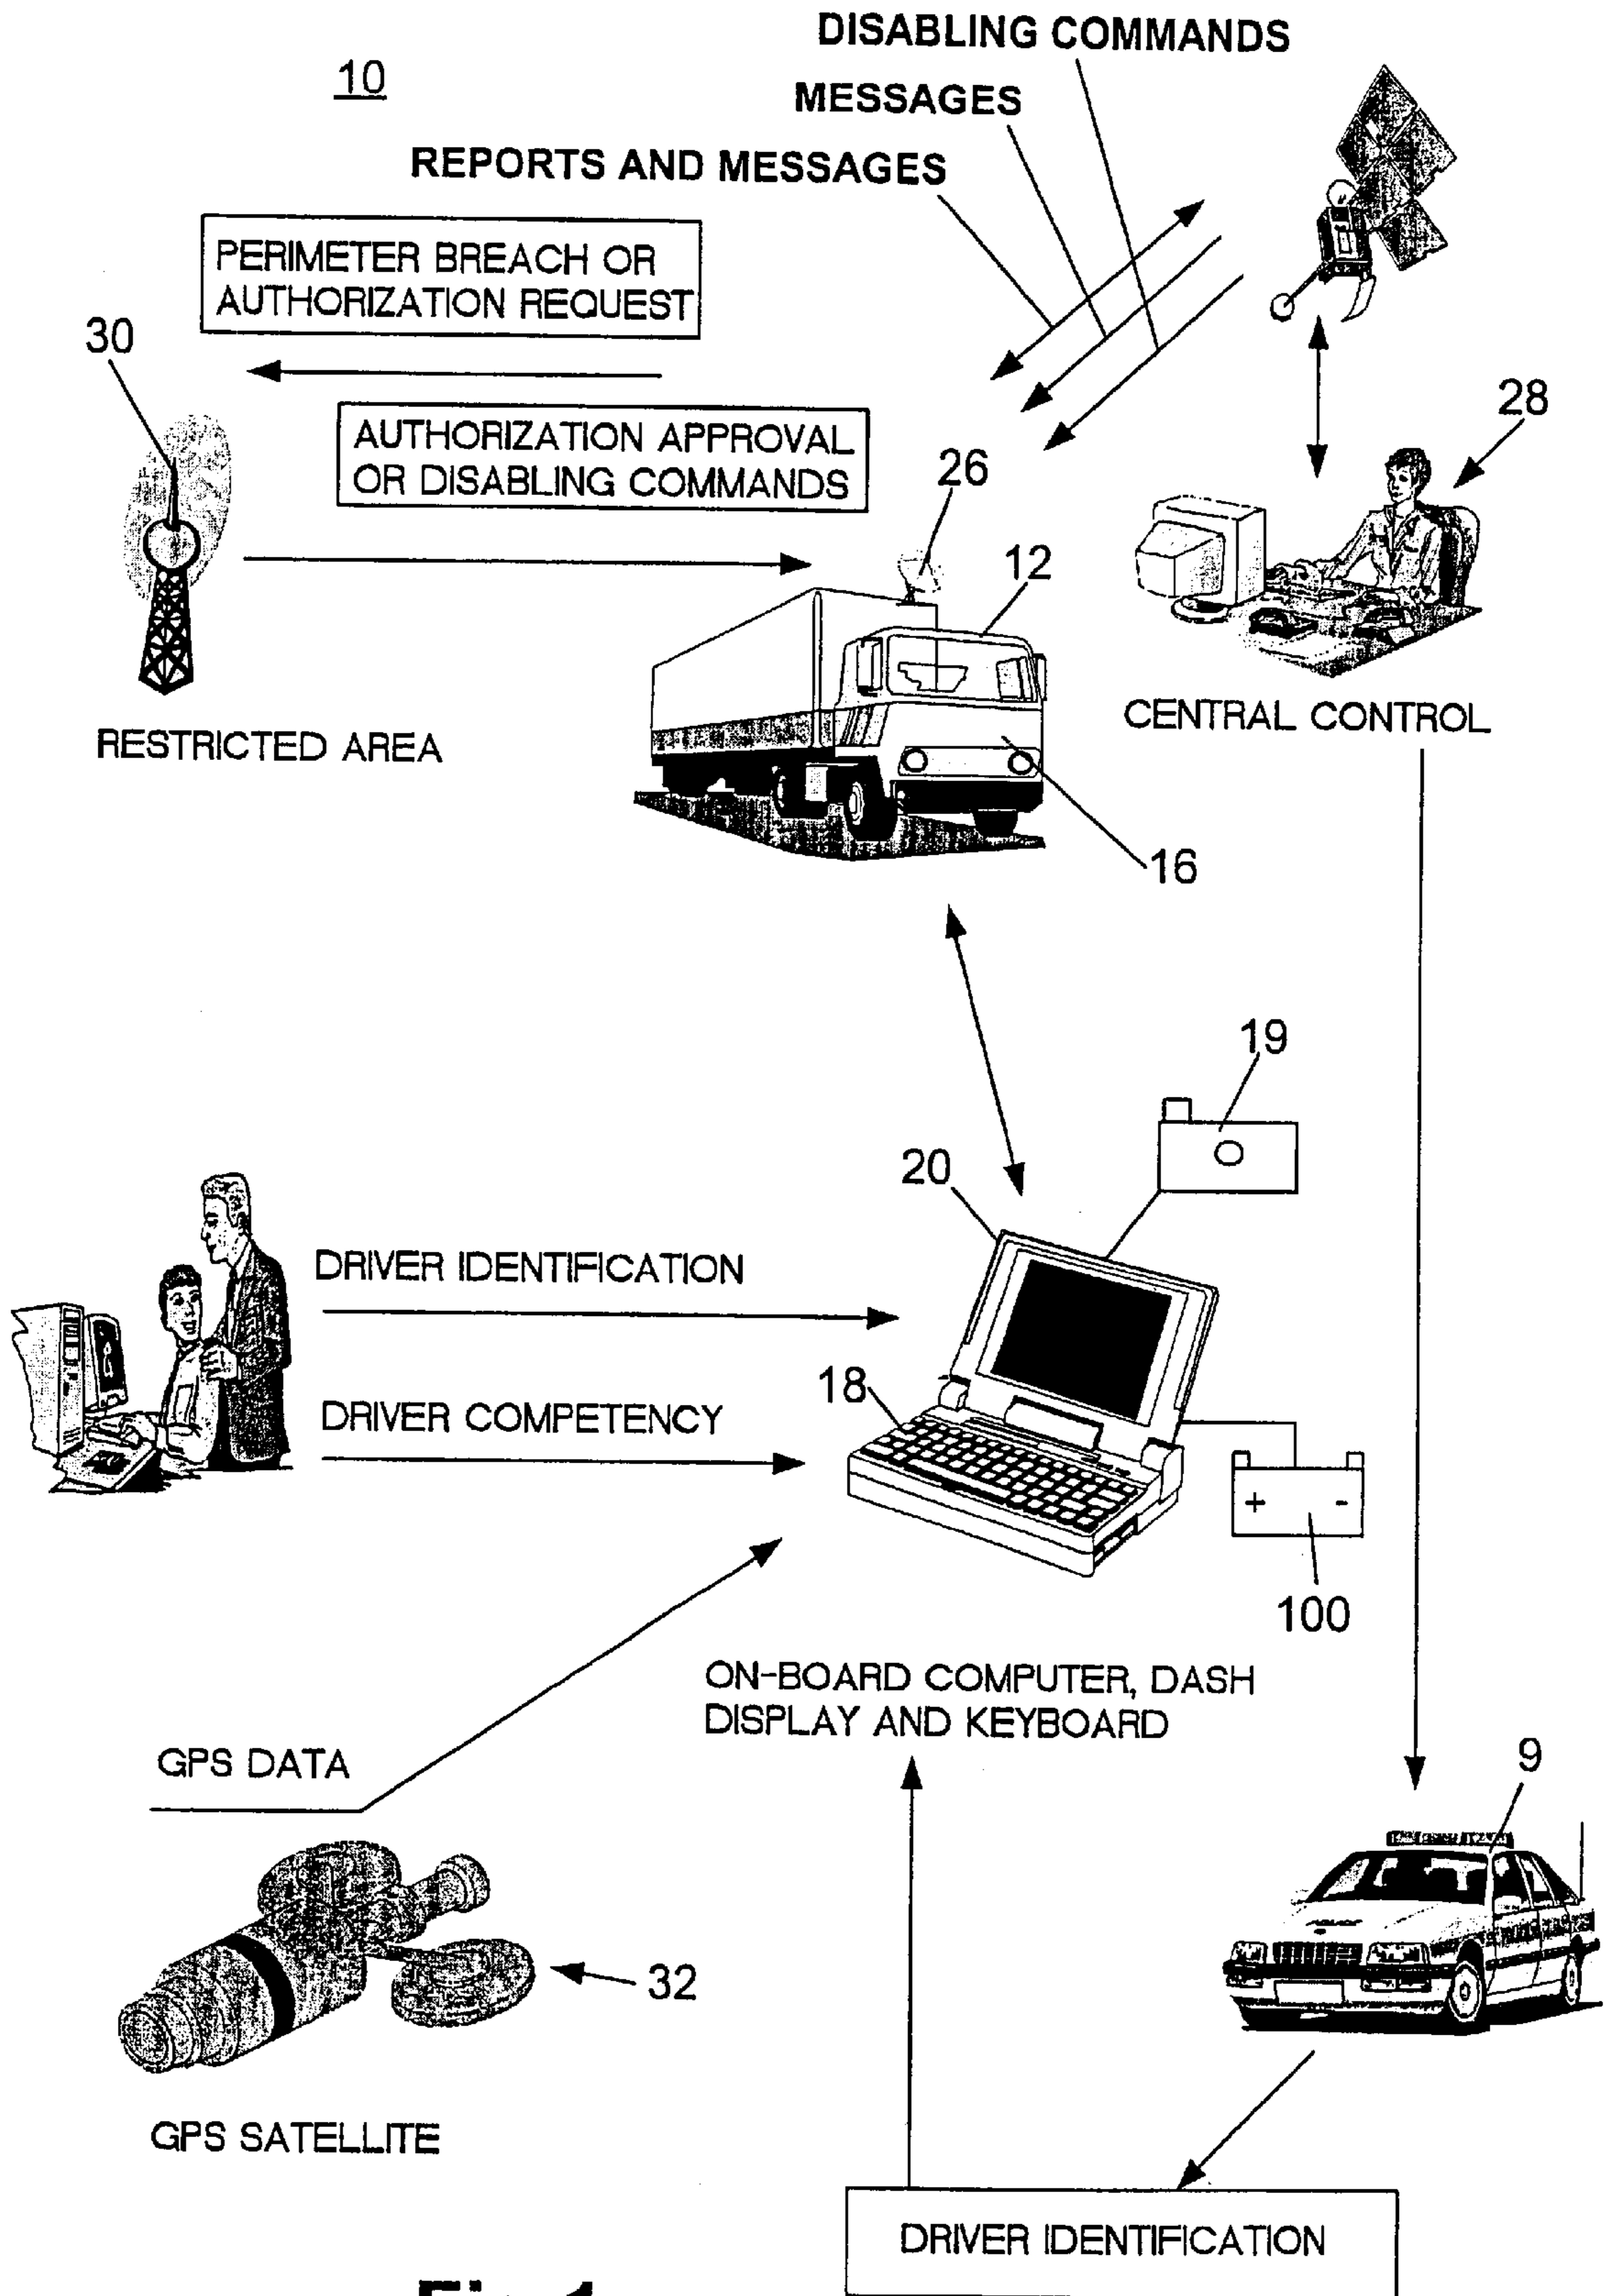 DISABLING COMMANDS
10
MESSAGES
REPORTS AND MESSAGES
PERIMETER BREACH OR
AUTHORIZATION REQUEST
30
28
AUTHORIZATION APPROVAL
OR DISABLING COMMANDS
26
12
CENTRAL CONTROL
RESTRICTED AREA
16
19
20
DRIVER IDENTIFICATION
18
DRIVER COMPETENCY
+ -
100
ON-BOARD COMPUTER, DASH
DISPLAY AND KEYBOARD
GPS DATA
9
32
GPS SATELLITE
DRIVER IDENTIFICATION